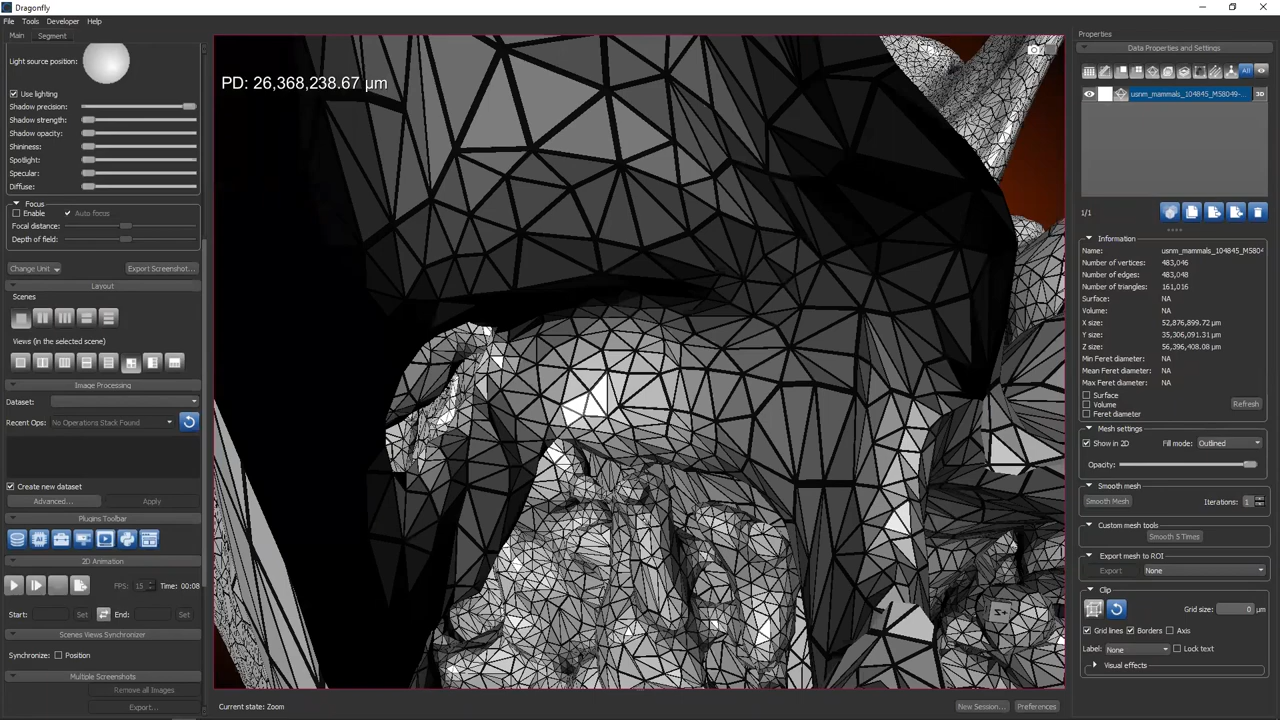 Dragonfly
File Tools Developer Help
Main Segment
Light source position:
Use lighting
Shadow precision:
Shadow strength:
Shadow opacity:
Shininess:
Spotlight:
Specular:
Diffuse:
Focus
Enable Auto focus
Focal distance:
Depth of field:
Change Unit Export Screenshot...
Layout
Scenes
Views (in the selected scene)
Image Processing
Dataset:
Recent Ops: No Operations Stack Found
Create new dataset
Advanced... Apply
Plugins Toolbar
2D Animation
FPS: 15 Time: 00:08
Start: Set End: Set
Scenes Views Synchronizer
Synchronize: Position
Multiple Screenshots
Remove all Images
Export...
PD: 26,368,238.67 µm
Z+
Current state: Zoom
New Session... Preferences
Properties
Data Properties and Settings
All
usnm_mammals_104845_M58049-... 3D
1/1
Information
Name: usnm_mammals_104845_M5804
Number of vertices: 483,046
Number of edges: 483,048
Number of triangles: 161,016
Surface: NA
Volume: NA
X size: 52,876,899.72 µm
Y size: 35,306,091.31 µm
Z size: 56,396,408.08 µm
Min Feret diameter: NA
Mean Feret diameter: NA
Max Feret diameter: NA
Surface
Volume Refresh
Feret diameter
Mesh settings
Show in 2D Fill mode: Outlined
Opacity:
Smooth mesh
Smooth Mesh Iterations: 1
Custom mesh tools
Smooth 5 Times
Export mesh to ROI
Export None
Clip
Grid size: 0 µm
Grid lines Borders Axis
Label: None Lock text
Visual effects